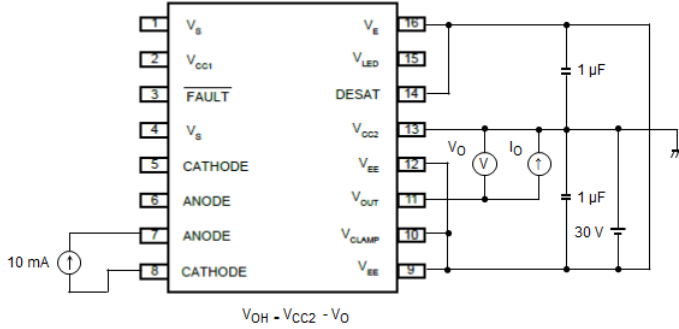 1 V_S V_E 16
2 V_CC1 V_LED 15
3 FAULT DESAT 14
4 V_S V_CC2 13
5 CATHODE V_EE 12
6 ANODE V_OUT 11
7 ANODE V_CLAMP 10
8 CATHODE V_EE 9
10 mA
V_O
V
I_O
1 µF
1 µF
30 V
V_OH - V_CC2 - V_O